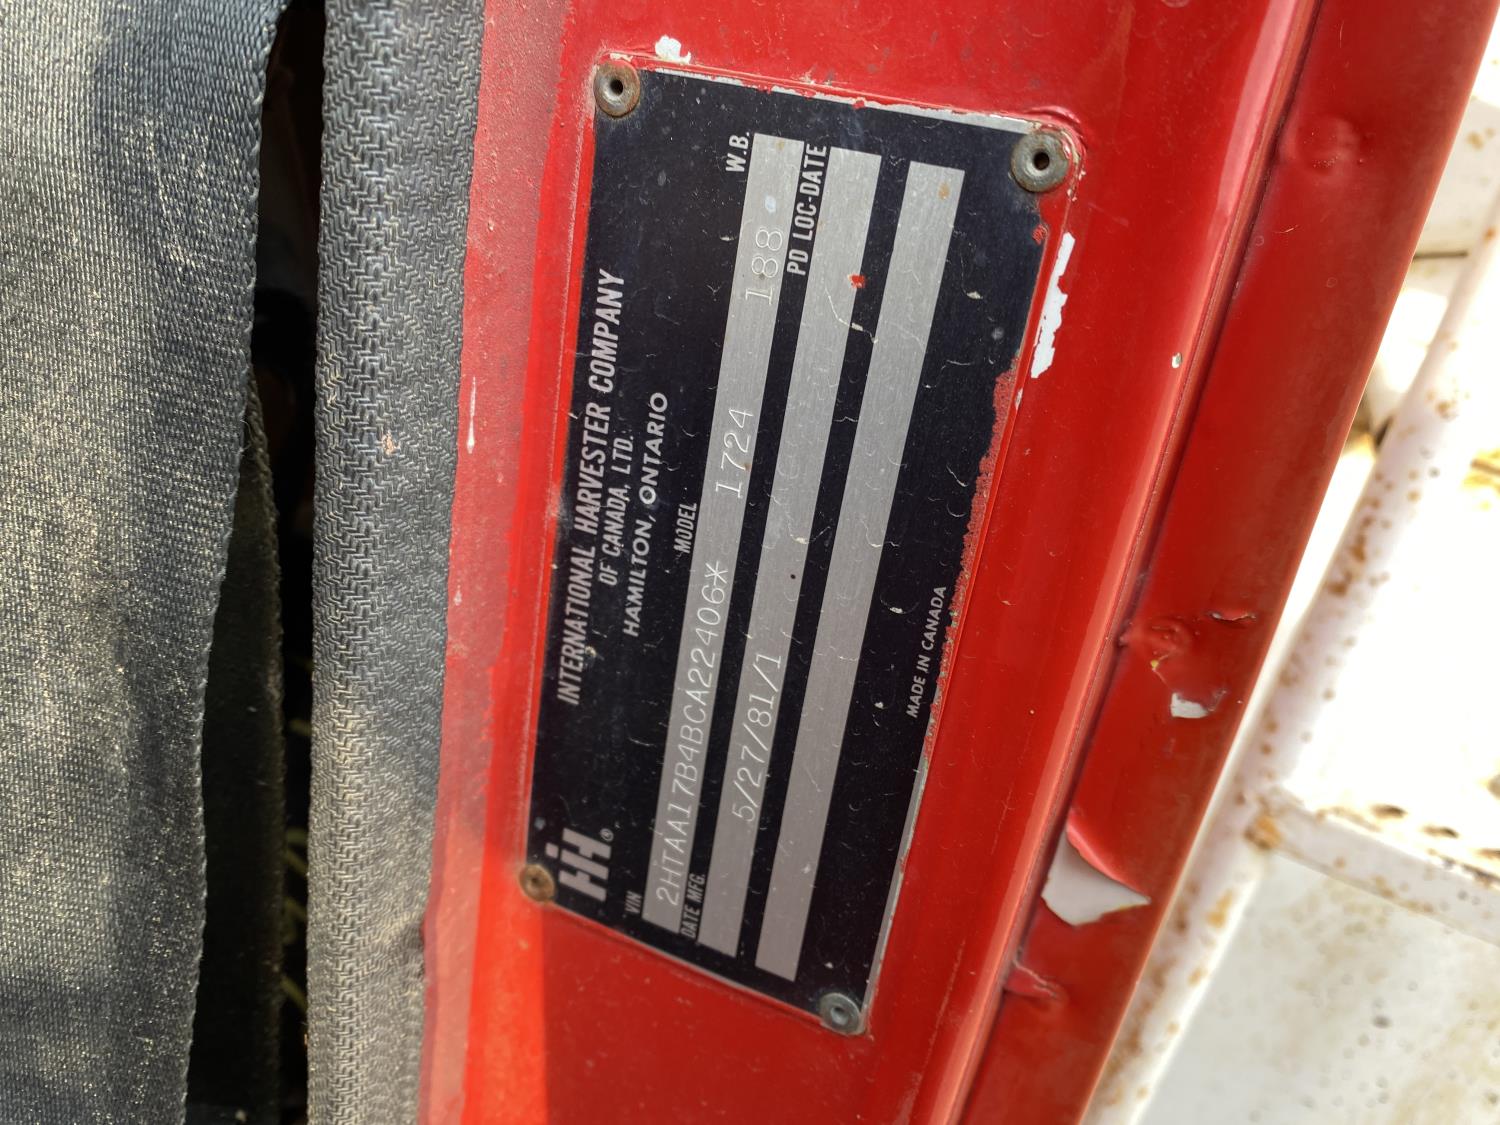 INTERNATIONAL HARVESTER COMPANY
OF CANADA, LTD.
HAMILTON, ONTARIO
IH®
VIN MODEL W.B.
2HTAA17B4BCA22406* 1724 188
DATE MFG. PD LOC-DATE
5/27/81/1
MADE IN CANADA